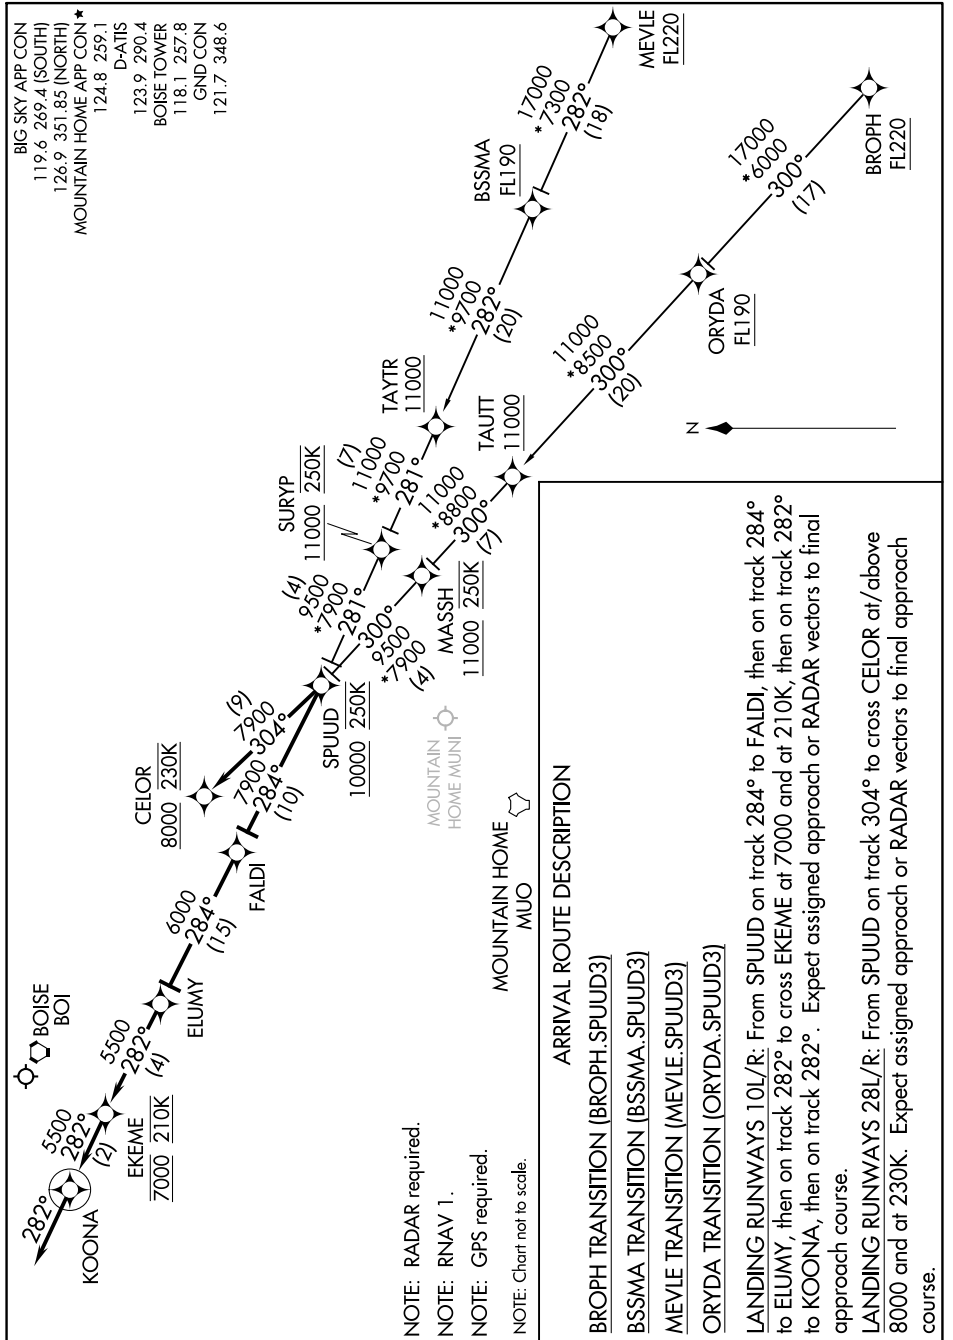 BIG SKY APP CON
119.6 269.4 (SOUTH)
126.9 351.85 (NORTH)
MOUNTAIN HOME APP CON★
124.8 259.1
D-ATIS
123.9 290.4
BOISE TOWER
118.1 257.8
GND CON
121.7 348.6
MEVLE
FL220
17000
*7300
282°
(18)
BSSMA
FL190
11000
*9700
282°
(20)
TAYTR
11000
(7)
11000
*9700
281°
SURYP
11000 250K
(4)
9500
*7900
281°
BROPH
FL220
17000
*6000
300°
(17)
ORYDA
FL190
11000
*8500
300°
(20)
TAUTT
11000
11000
*8800
300°
(7)
MASSH
11000 250K
300°
9500
*7900
(4)
SPUUD
10000 250K
(9)
7900
304°
CELOR
8000 230K
7900
284°
(10)
FALDI
6000
284°
(15)
ELUMY
5500
282°
(4)
EKEME
7000 210K
5500
282°
(2)
KOONA
282°
BOISE
BOI
MOUNTAIN
HOME MUNI
MOUNTAIN HOME
MUO
N
NOTE: RADAR required.
NOTE: RNAV 1.
NOTE: GPS required.
NOTE: Chart not to scale.
ARRIVAL ROUTE DESCRIPTION
BROPH TRANSITION (BROPH.SPUUD3)
BSSMA TRANSITION (BSSMA.SPUUD3)
MEVLE TRANSITION (MEVLE.SPUUD3)
ORYDA TRANSITION (ORYDA.SPUUD3)
LANDING RUNWAYS 10L/R: From SPUUD on track 284° to FALDI, then on track 284°
to ELUMY, then on track 282° to cross EKEME at 7000 and at 210K, then on track 282°
to KOONA, then on track 282°. Expect assigned approach or RADAR vectors to final
approach course.
LANDING RUNWAYS 28L/R: From SPUUD on track 304° to cross CELOR at/above
8000 and at 230K. Expect assigned approach or RADAR vectors to final approach
course.